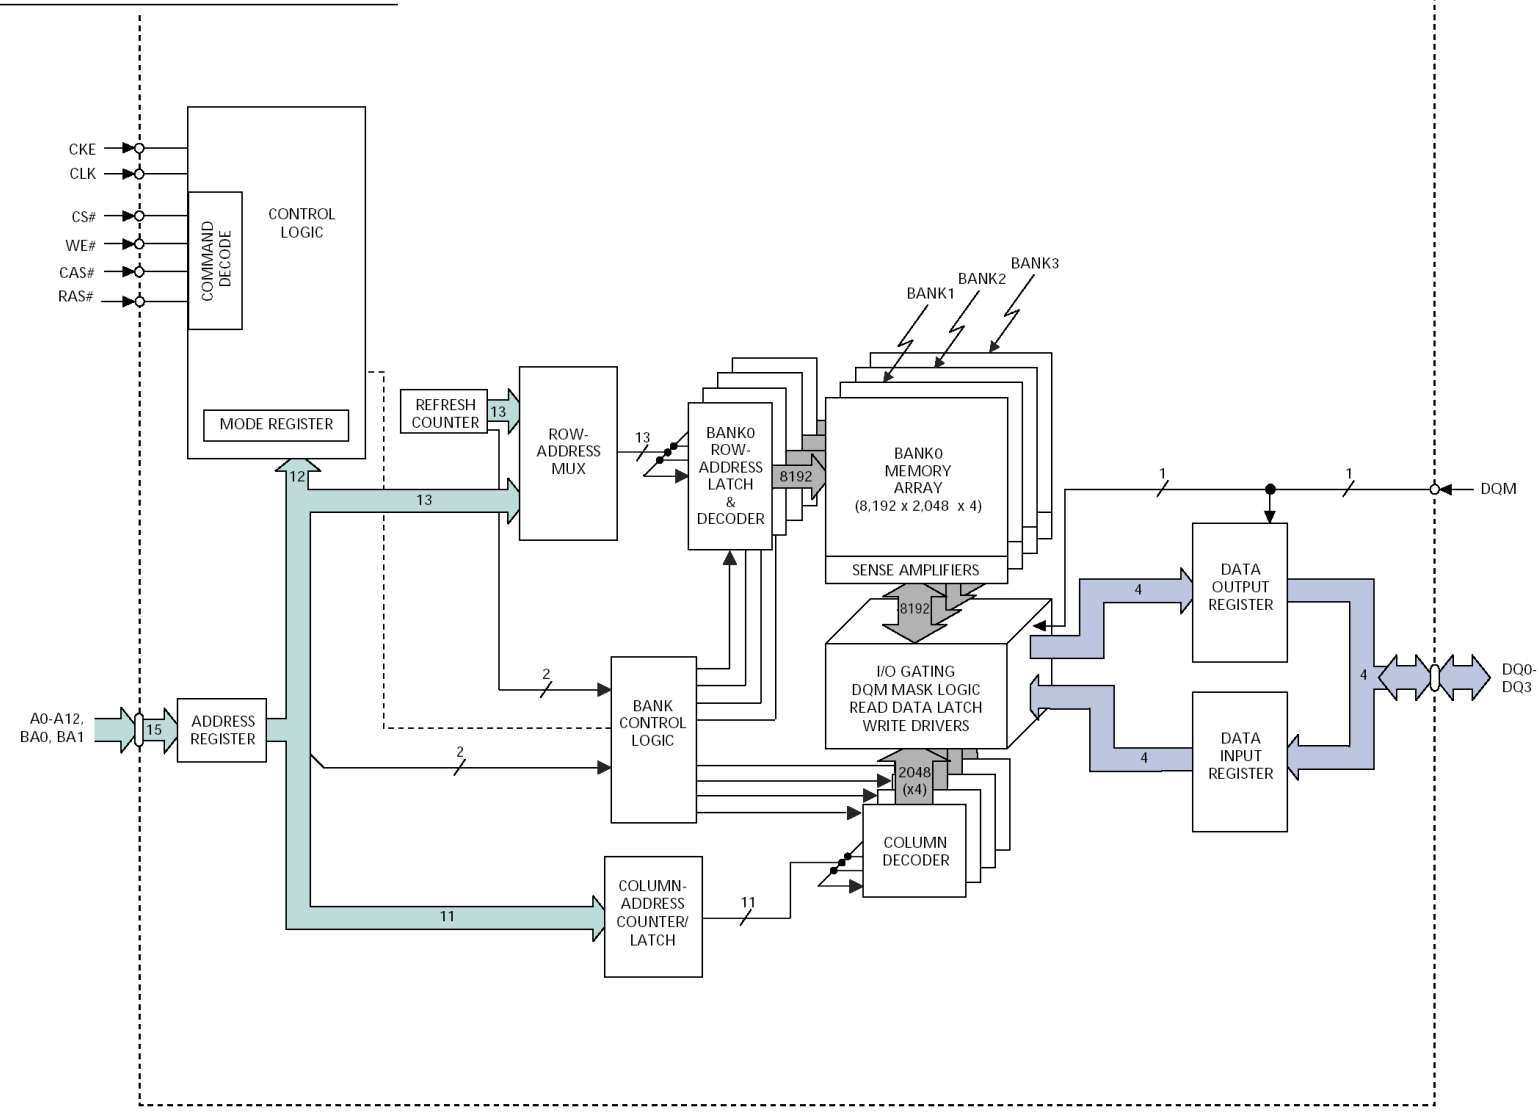 CKE
CLK
CS#
WE#
CAS#
RAS#
COMMAND
DECODE
CONTROL
LOGIC
MODE REGISTER
12
REFRESH
COUNTER
13
13
ROW-
ADDRESS
MUX
13
BANK0
ROW-
ADDRESS
LATCH
&
DECODER
8192
BANK1
BANK2
BANK3
BANK0
MEMORY
ARRAY
(8,192 x 2,048 x 4)
SENSE AMPLIFIERS
8192
I/O GATING
DQM MASK LOGIC
READ DATA LATCH
WRITE DRIVERS
2048
(x4)
COLUMN
DECODER
1
1
DQM
DATA
OUTPUT
REGISTER
4
4
DQ0-
DQ3
DATA
INPUT
REGISTER
4
A0-A12,
BA0, BA1
15
ADDRESS
REGISTER
2
2
BANK
CONTROL
LOGIC
11
COLUMN-
ADDRESS
COUNTER/
LATCH
11